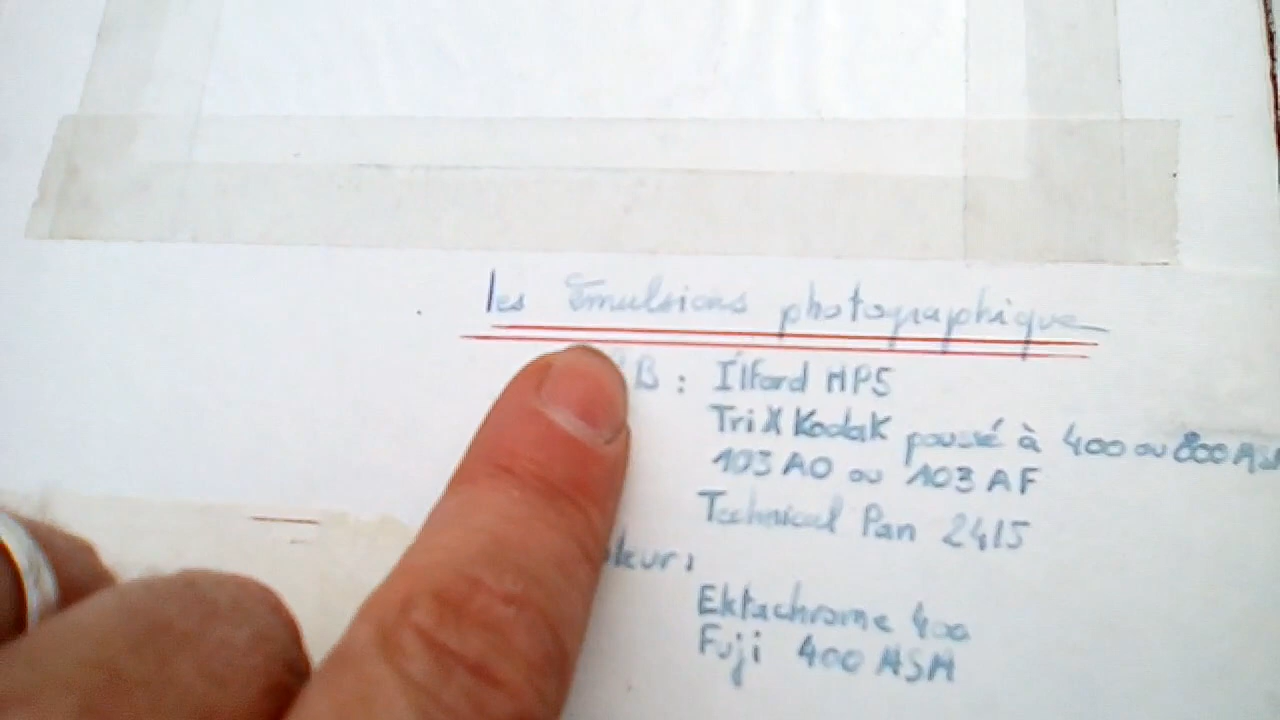 les Emulsions photographique
B : Ilford HP5
Tri X Kodak poussé à 400 ou 800 ASA
103 AO ou 103 AF
Technical Pan 2415
leur :
Ektachrome 400
Fuji 400 ASA